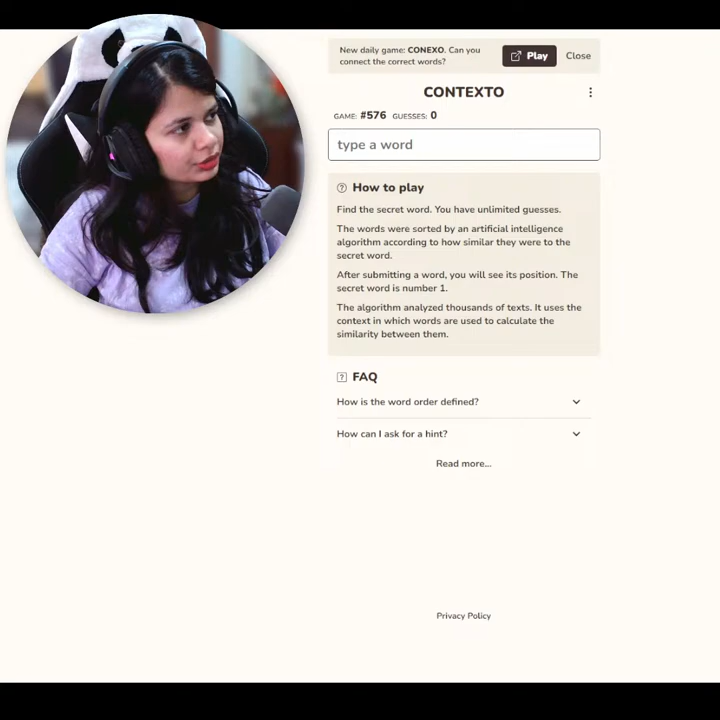 New daily game: CONEXO. Can you
connect the correct words?
Play
Close
CONTEXTO
GAME: #576 GUESSES: 0
type a word
How to play
Find the secret word. You have unlimited guesses.
The words were sorted by an artificial intelligence
algorithm according to how similar they were to the
secret word.
After submitting a word, you will see its position. The
secret word is number 1.
The algorithm analyzed thousands of texts. It uses the
context in which words are used to calculate the
similarity between them.
FAQ
How is the word order defined?
How can I ask for a hint?
Read more...
Privacy Policy